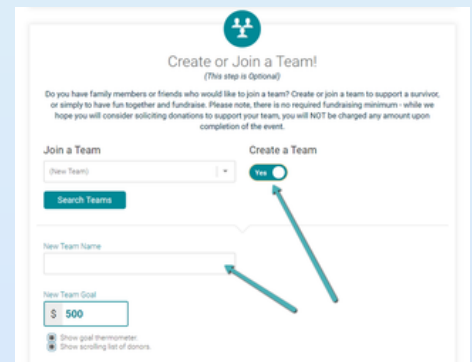 Create or Join a Team!
(This step is Optional)
Do you have family members or friends who would like to join a team? Create or join a team to support a survivor,
or simply to have fun together and fundraise. Please note, there is no required fundraising minimum - while we
hope you will consider soliciting donations to support your team, you will NOT be charged any amount upon
completion of the event.
Join a Team
Create a Team
(New Team)
Yes
Search Teams
New Team Name
New Team Goal
$ 500
Show goal thermometer.
Show scrolling list of donors.